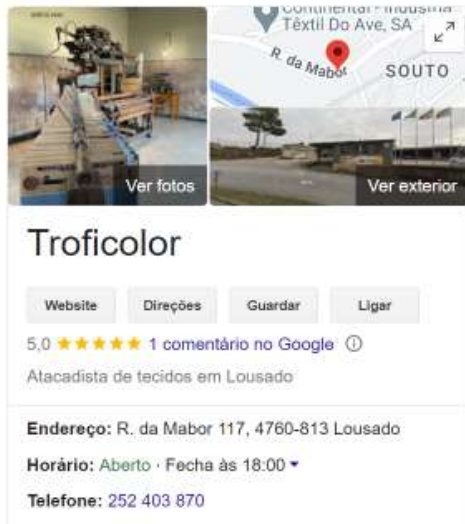 Continental - Indústria
Têxtil Do Ave, SA
R. da Mabor
SOUTO
Ver fotos
Ver exterior
Troficolor
Website
Direções
Guardar
Ligar
5,0 ★★★★★ 1 comentário no Google ⓘ
Atacadista de tecidos em Lousado
Endereço: R. da Mabor 117, 4760-813 Lousado
Horário: Aberto · Fecha às 18:00
Telefone: 252 403 870